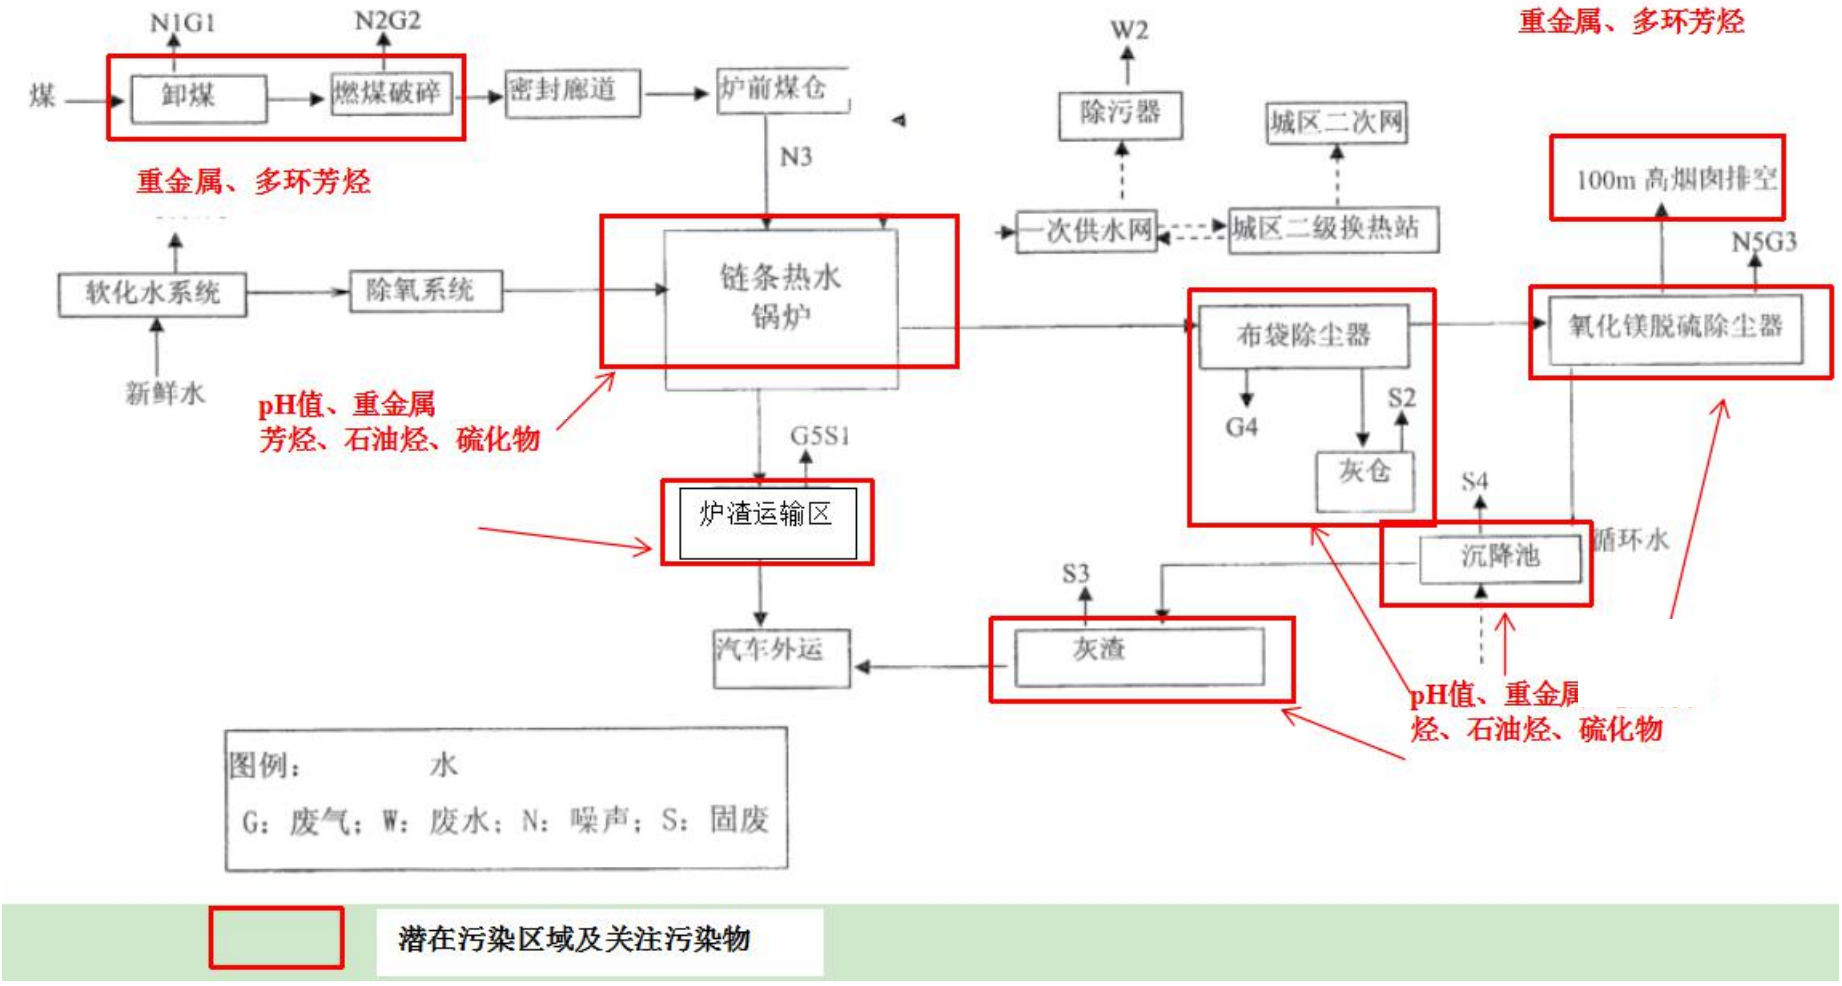 N1G1
N2G2
W2
重金属、多环芳烃
煤
卸煤
燃煤破碎
密封廊道
炉前煤仓
除污器
城区二次网
N3
重金属、多环芳烃
100m 高烟囱排空
一次供水网
城区二级换热站
N5G3
软化水系统
除氧系统
链条热水
锅炉
布袋除尘器
氧化镁脱硫除尘器
新鲜水
pH值、重金属
芳烃、石油烃、硫化物
G4
S2
G5S1
灰仓
S4
炉渣运输区
循环水
沉降池
S3
汽车外运
灰渣
pH值、重金属
烃、石油烃、硫化物
图例： 水
G：废气；W：废水；N：噪声；S：固废
潜在污染区域及关注污染物